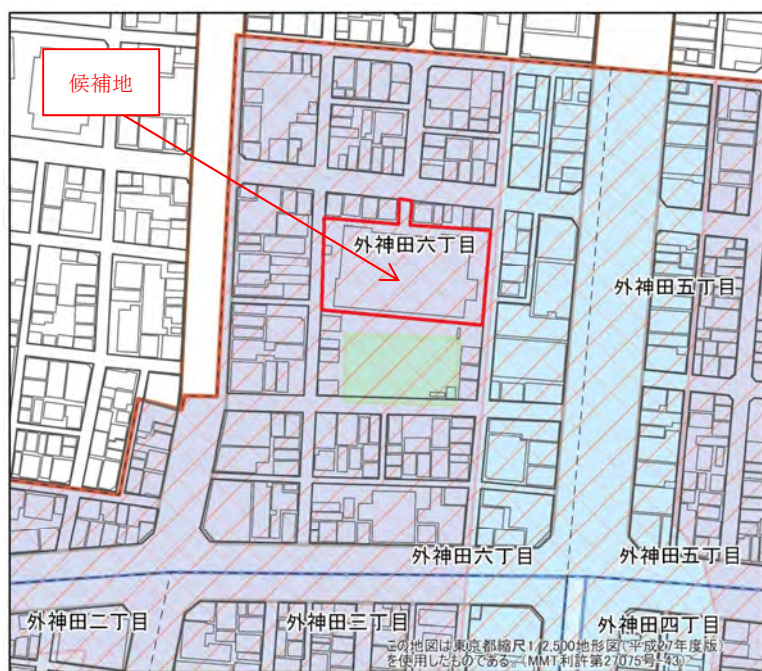 候補地
外神田六丁目
外神田五丁目
外神田六丁目
外神田五丁目
外神田二丁目
外神田三丁目
外神田四丁目
この地図は東京都縮尺1/2,500地形図(平成27年度版)
を使用したものである。(MMT利許第27075号-43)